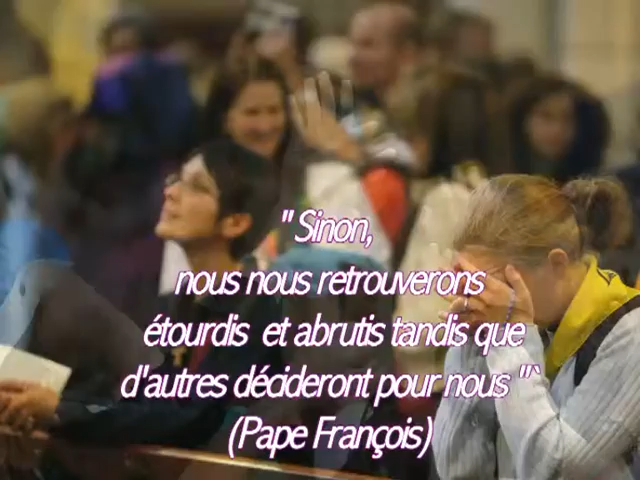 " Sinon,
nous nous retrouverons
étourdis et abrutis tandis que
d'autres décideront pour nous "`
(Pape François)